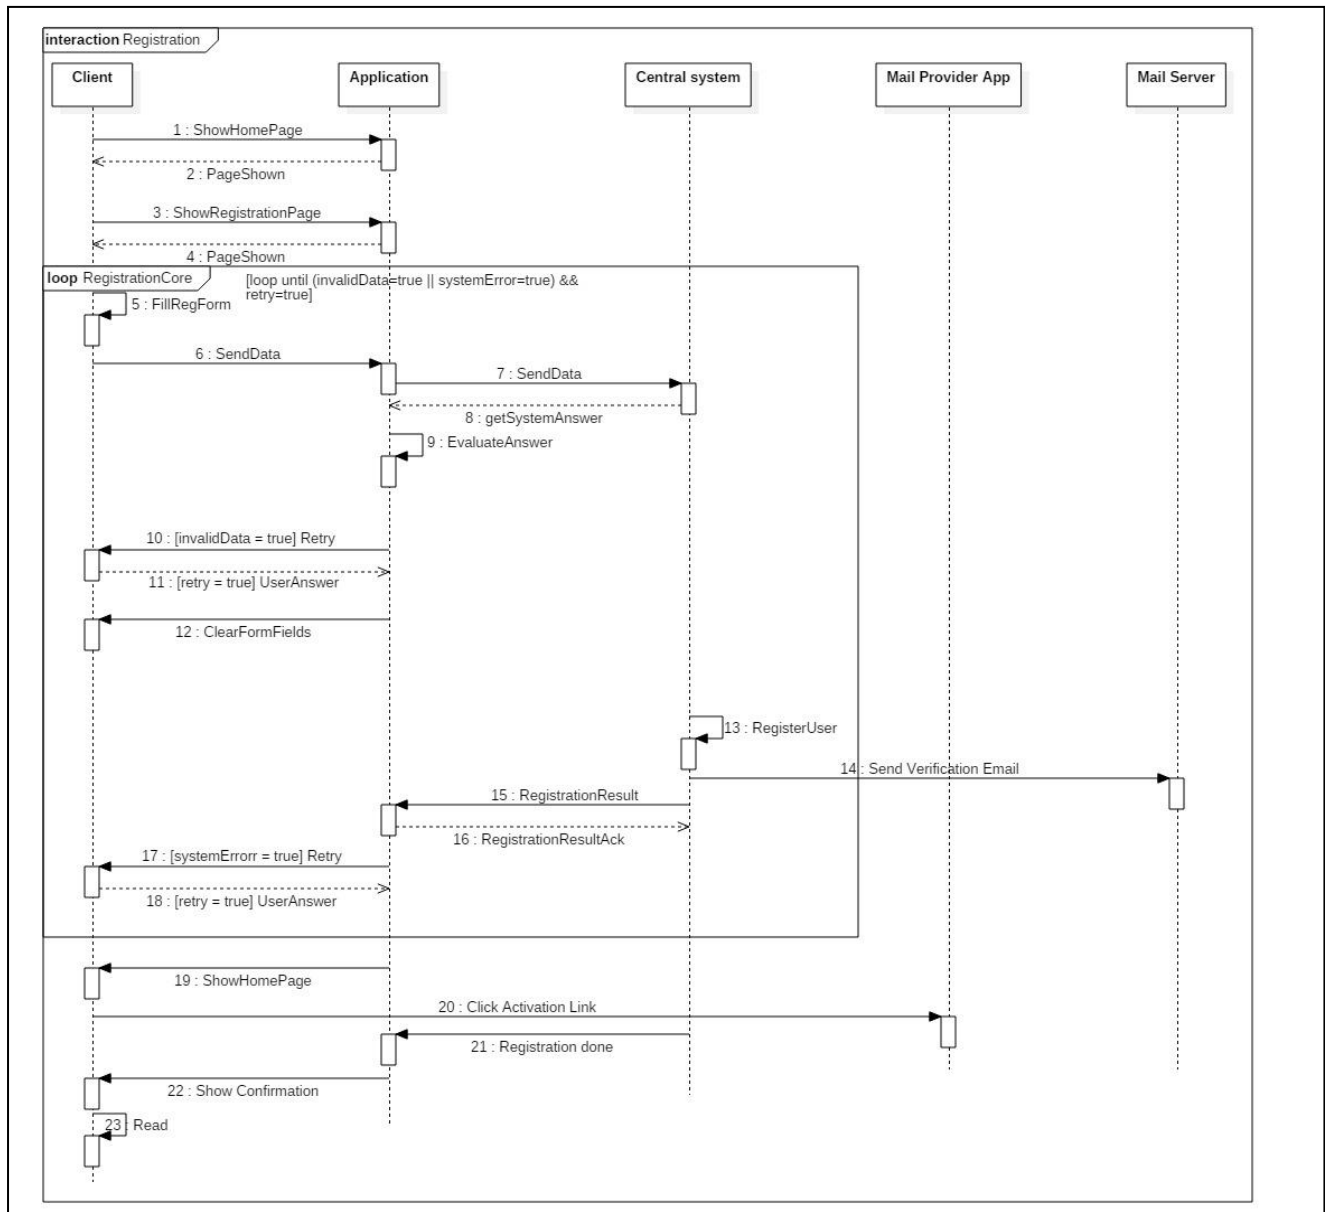 interaction Registration
Client
Application
Central system
Mail Provider App
Mail Server
1 : ShowHomePage
2 : PageShown
3 : ShowRegistrationPage
4 : PageShown
loop RegistrationCore
[loop until (invalidData=true || systemError=true) &&
retry=true]
5 : FillRegForm
6 : SendData
7 : SendData
8 : getSystemAnswer
9 : EvaluateAnswer
10 : [invalidData = true] Retry
11 : [retry = true] UserAnswer
12 : ClearFormFields
13 : RegisterUser
14 : Send Verification Email
15 : RegistrationResult
16 : RegistrationResultAck
17 : [systemErrorr = true] Retry
18 : [retry = true] UserAnswer
19 : ShowHomePage
20 : Click Activation Link
21 : Registration done
22 : Show Confirmation
23 : Read